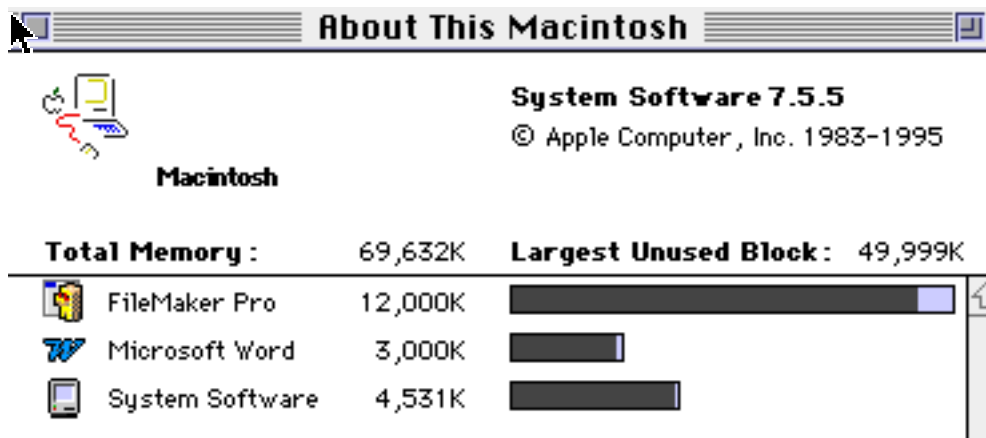 About This Macintosh
System Software 7.5.5
© Apple Computer, Inc. 1983-1995
Macintosh
Total Memory : 69,632K Largest Unused Block : 49,999K
FileMaker Pro 12,000K
Microsoft Word 3,000K
System Software 4,531K